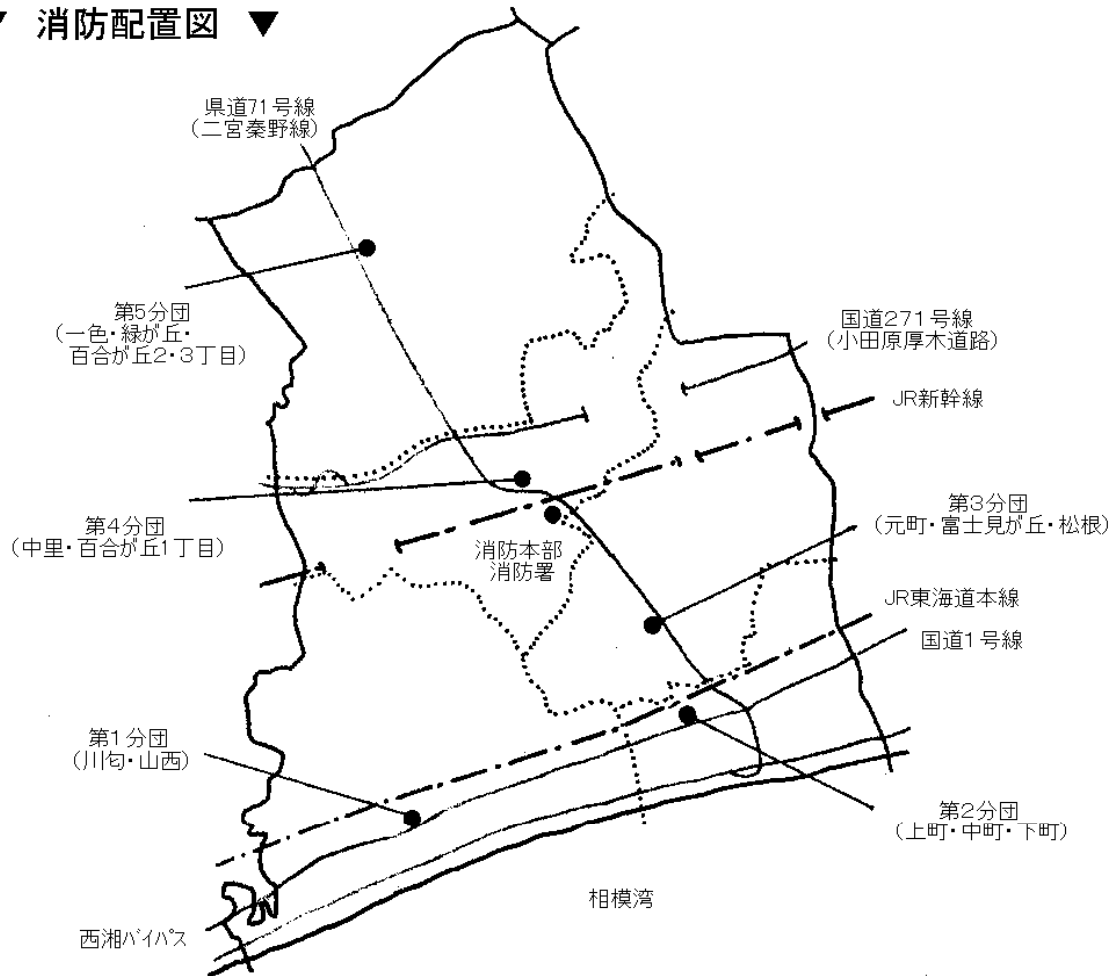 ▼ 消防配置図 ▼
県道71号線
(二宮秦野線)
第5分団
(一色・緑が丘・
百合が丘2・3丁目)
国道271号線
(小田原厚木道路)
JR新幹線
第4分団
(中里・百合が丘1丁目)
消防本部
消防署
第3分団
(元町・富士見が丘・松根)
JR東海道本線
国道1号線
第1分団
(川匂・山西)
第2分団
(上町・中町・下町)
相模湾
西湘バイパス